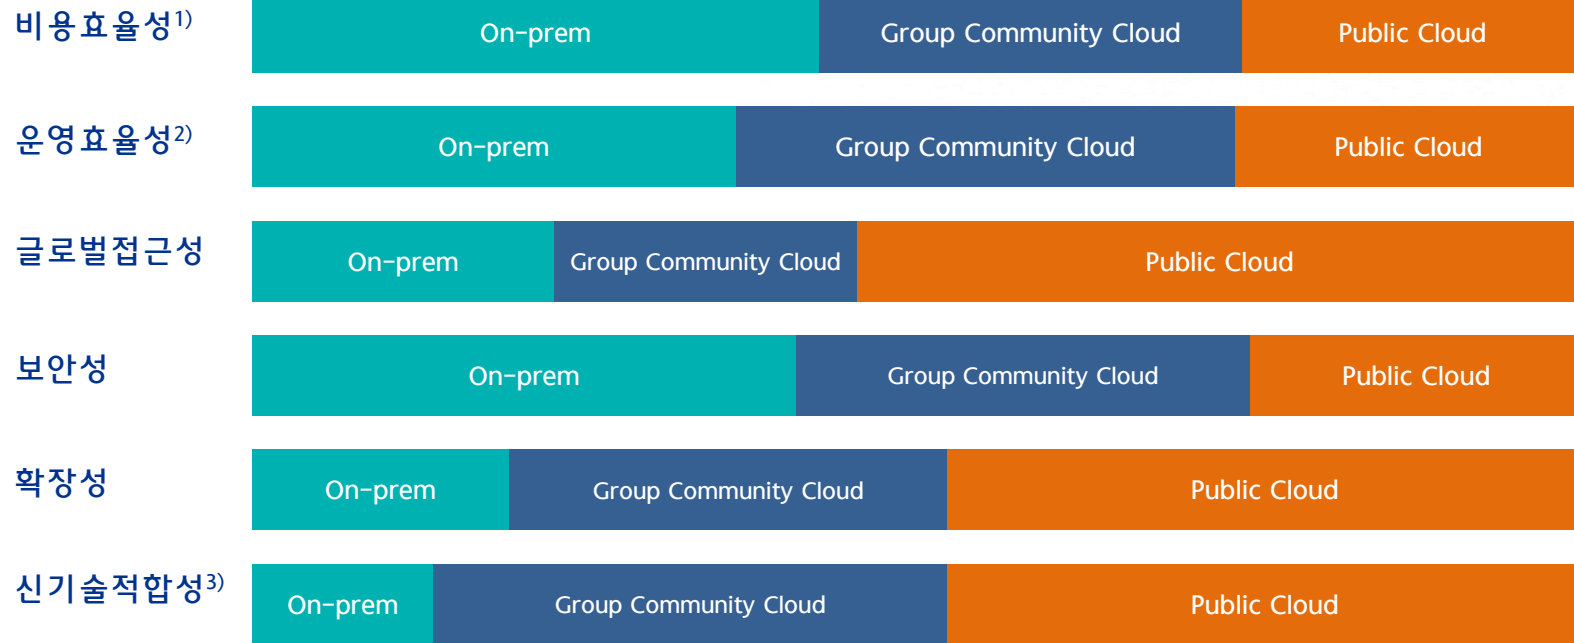 비용효율성1) On-prem Group Community Cloud Public Cloud
운영효율성2) On-prem Group Community Cloud Public Cloud
글로벌접근성 On-prem Group Community Cloud Public Cloud
보안성 On-prem Group Community Cloud Public Cloud
확장성 On-prem Group Community Cloud Public Cloud
신기술적합성3) On-prem Group Community Cloud Public Cloud